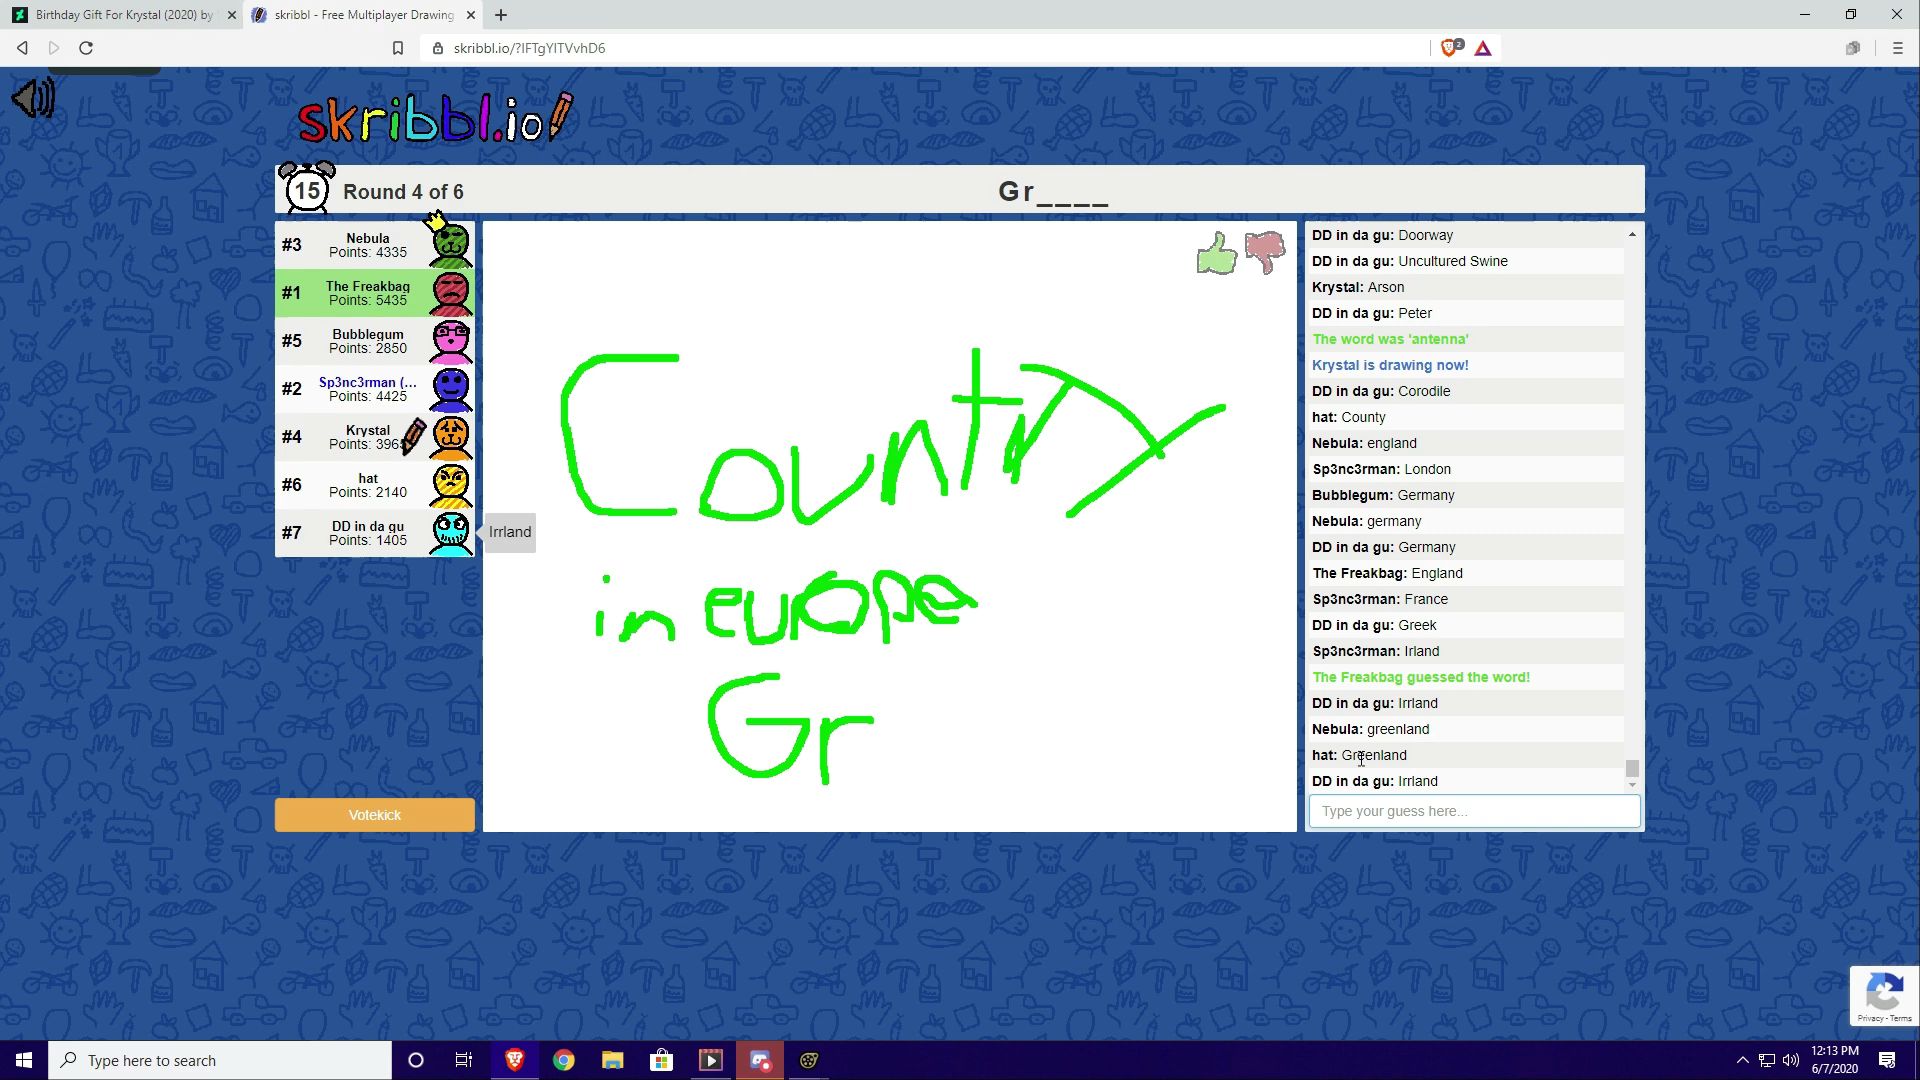 Birthday Gift For Krystal (2020) by
skribbl - Free Multiplayer Drawing
skribbl.io/?IFTgYlTVvhD6
2
skribbl.io
15
Round 4 of 6
Gr____
#3 Nebula
Points: 4335
#1 The Freakbag
Points: 5435
#5 Bubblegum
Points: 2850
#2 Sp3nc3rman (...
Points: 4425
#4 Krystal
Points: 3965
#6 hat
Points: 2140
#7 DD in da gu
Points: 1405
Irrland
Votekick
Country
in europe
Gr
DD in da gu: Doorway
DD in da gu: Uncultured Swine
Krystal: Arson
DD in da gu: Peter
The word was 'antenna'
Krystal is drawing now!
DD in da gu: Corodile
hat: County
Nebula: england
Sp3nc3rman: London
Bubblegum: Germany
Nebula: germany
DD in da gu: Germany
The Freakbag: England
Sp3nc3rman: France
DD in da gu: Greek
Sp3nc3rman: Irland
The Freakbag guessed the word!
DD in da gu: Irrland
Nebula: greenland
hat: Greenland
DD in da gu: Irrland
Type your guess here...
Privacy - Terms
Type here to search
12:13 PM
6/7/2020